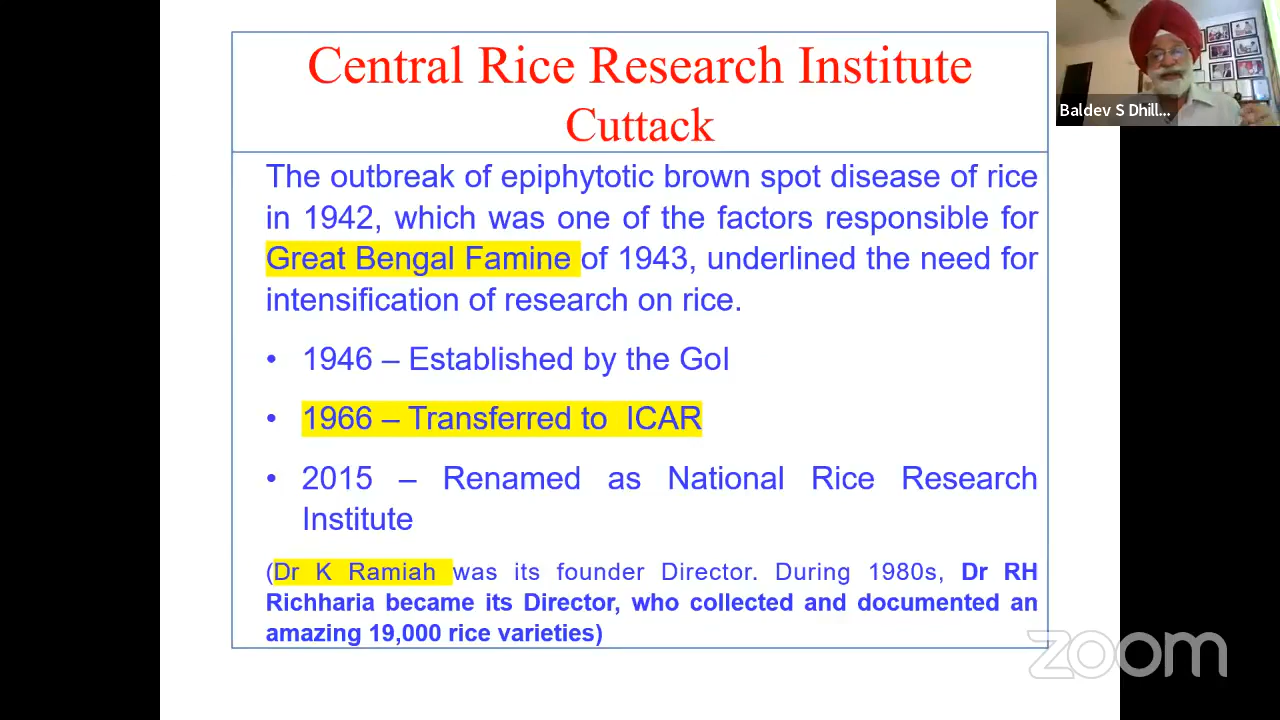 Central Rice Research Institute
Cuttack
Baldev S Dhill...
The outbreak of epiphytotic brown spot disease of rice
in 1942, which was one of the factors responsible for
Great Bengal Famine of 1943, underlined the need for
intensification of research on rice.
• 1946 – Established by the GoI
• 1966 – Transferred to ICAR
• 2015 – Renamed as National Rice Research
Institute
(Dr K Ramiah was its founder Director. During 1980s, Dr RH
Richharia became its Director, who collected and documented an
amazing 19,000 rice varieties)
zoom